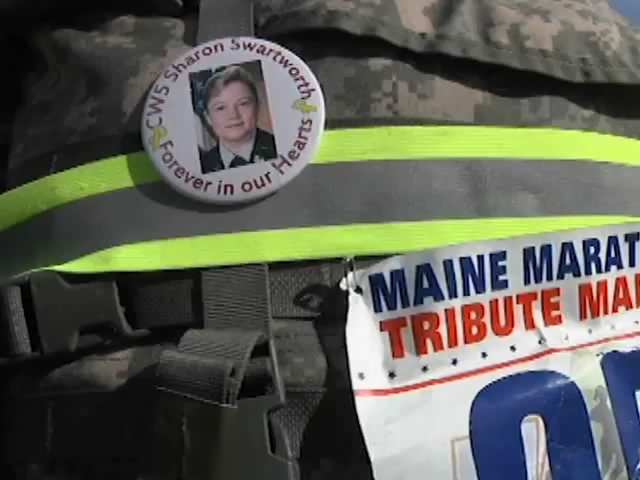 CW5 Sharon Swartworth
Forever in our Hearts
MAINE MARAT
TRIBUTE MA